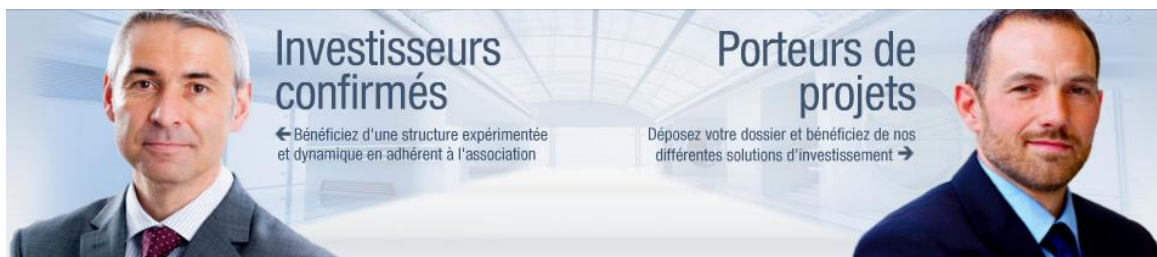 Investisseurs
confirmés
← Bénéficiez d'une structure expérimentée
et dynamique en adhérent à l'association
Porteurs de
projets
Déposez votre dossier et bénéficiez de nos
différentes solutions d'investissement →